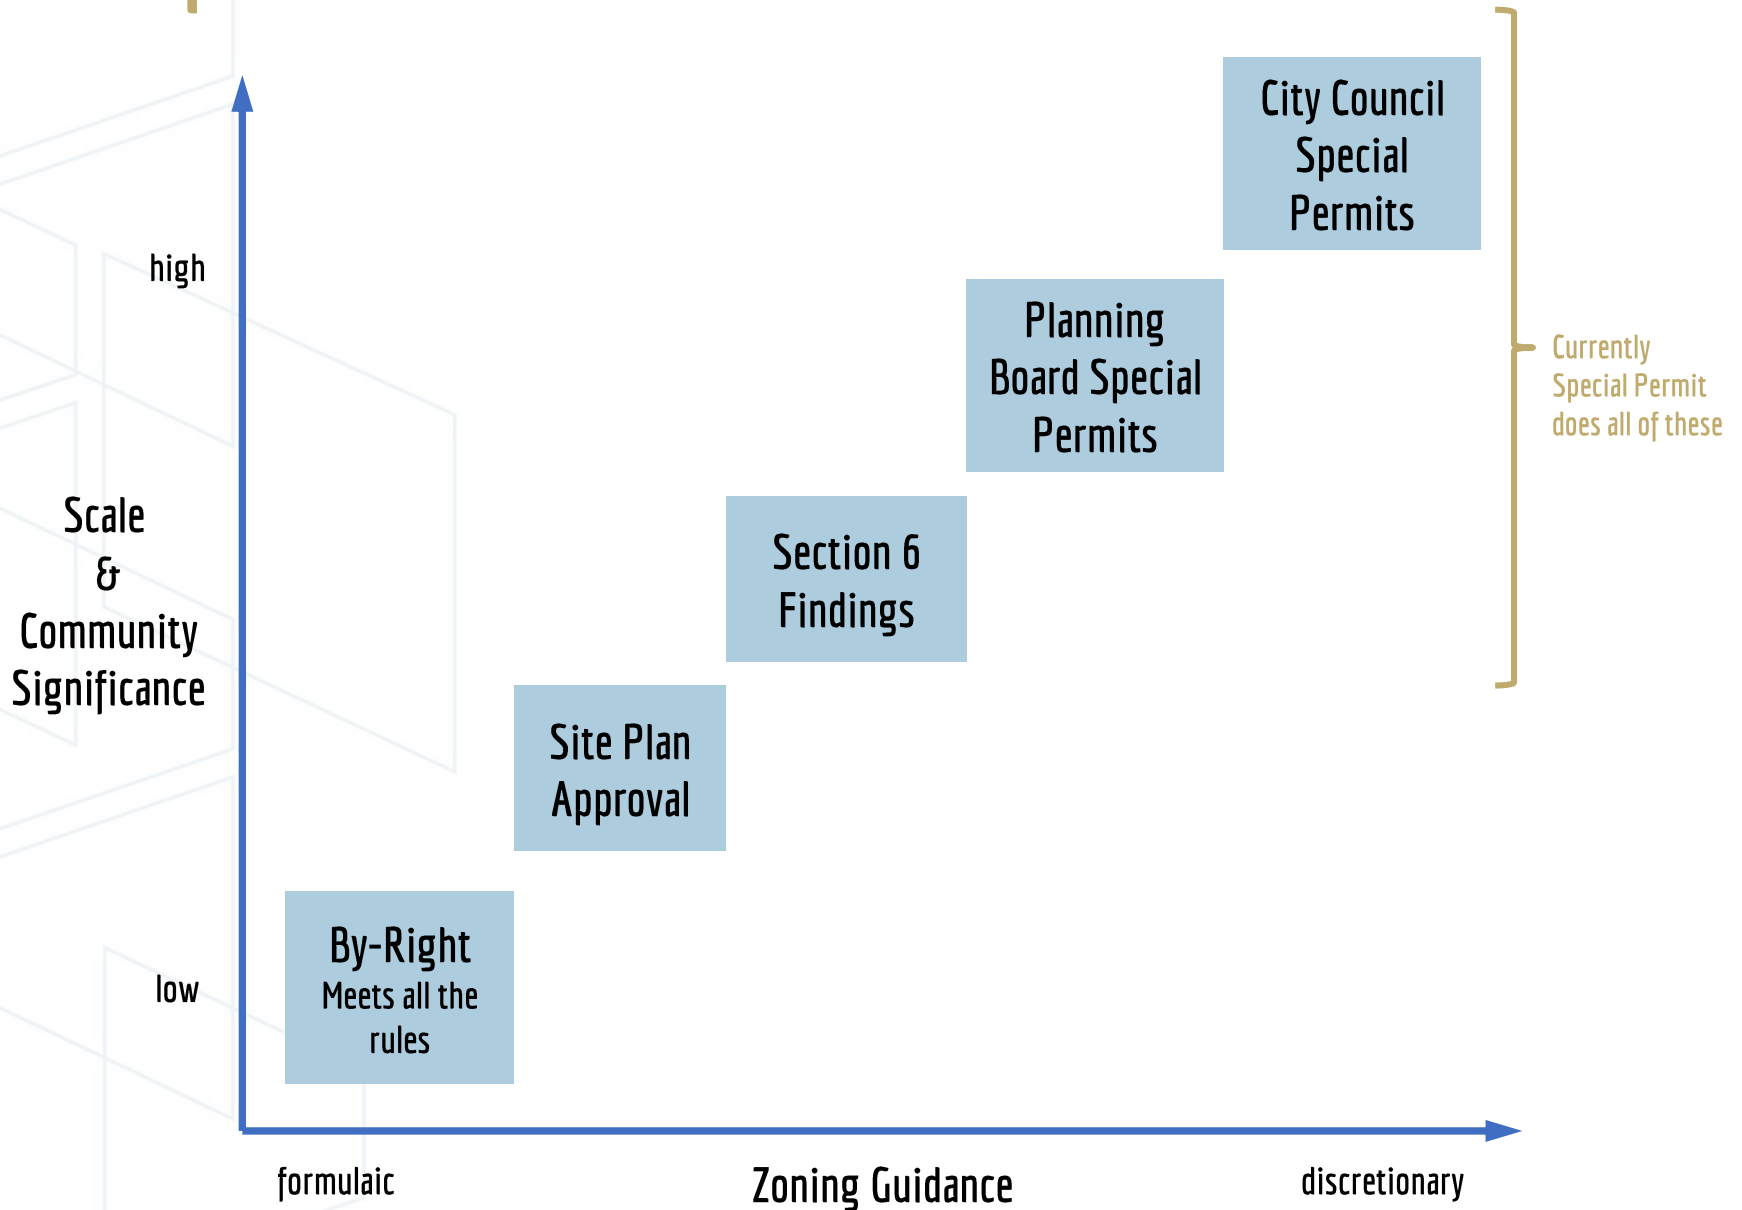 City Council
Special
Permits
high
Planning
Board Special
Permits
Currently
Special Permit
does all of these
Scale
&
Community
Significance
Section 6
Findings
Site Plan
Approval
By-Right
Meets all the
rules
low
formulaic
Zoning Guidance
discretionary